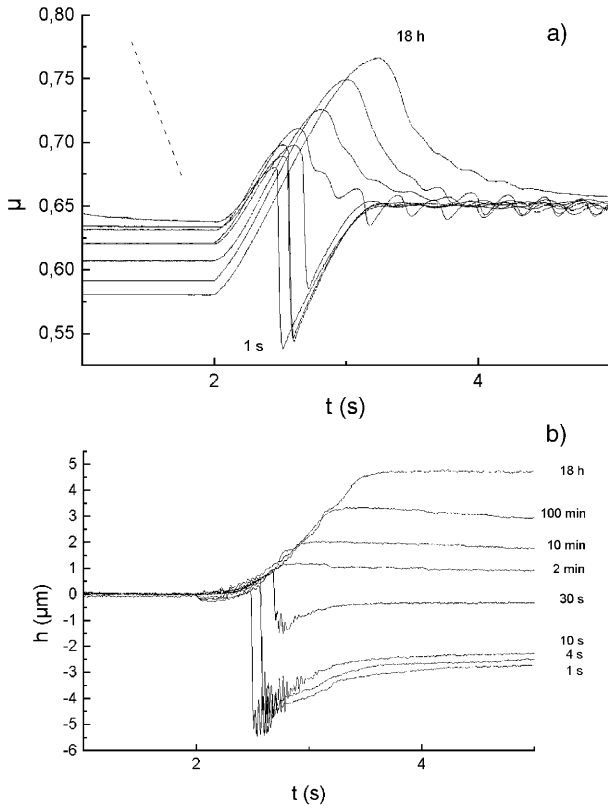 a)
18 h
0,80
0,75
0,70
0,65
0,60
0,55
μ
1 s
2
4
t (s)
b)
5
4
3
2
1
0
-1
-2
-3
-4
-5
-6
h (μm)
18 h
100 min
10 min
2 min
30 s
10 s
4 s
1 s
2
4
t (s)